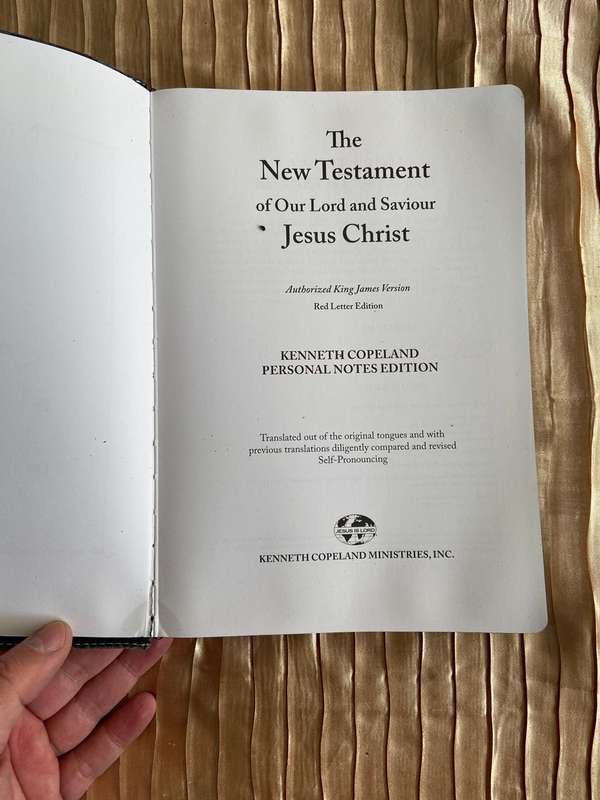 The
New Testament
of Our Lord and Saviour
Jesus Christ
Authorized King James Version
Red Letter Edition
KENNETH COPELAND
PERSONAL NOTES EDITION
Translated out of the original tongues and with
previous translations diligently compared and revised
Self-Pronouncing
JESUS IS LORD
KENNETH COPELAND MINISTRIES, INC.